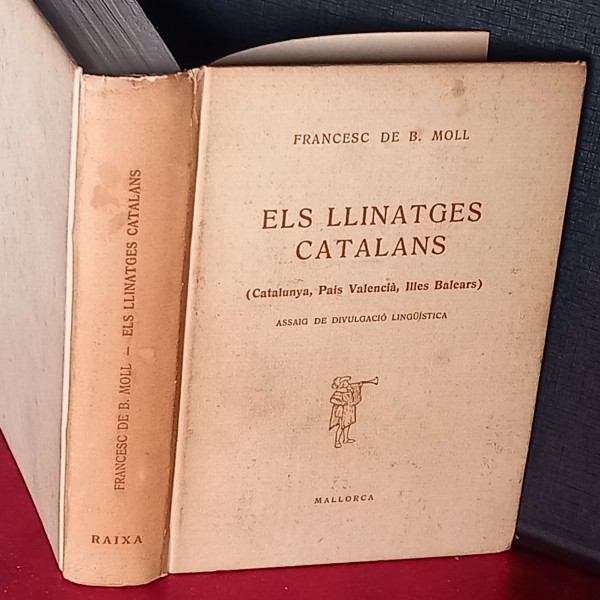 FRANCESC DE B. MOLL
ELS LLINATGES
CATALANS
(Catalunya, País Valencià, Illes Balears)
ASSAIG DE DIVULGACIÓ LINGÜÍSTICA
MALLORCA
FRANCESC DE B. MOLL — ELS LLINATGES CATALANS
RAIXA